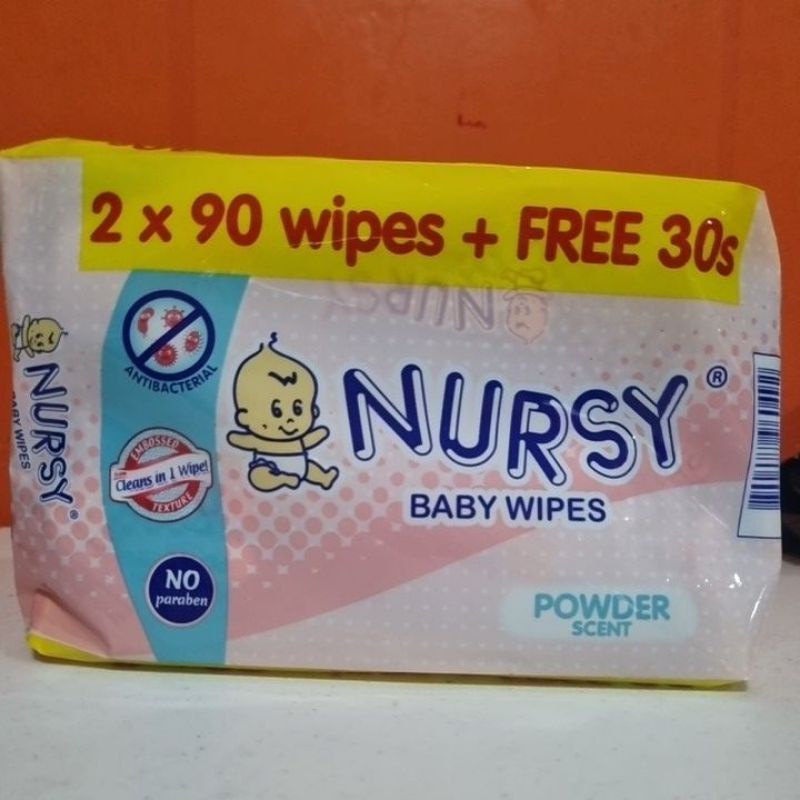 2 x 90 wipes + FREE 30s
NURSY
ANTIBACTERIAL
EMBOSSED
Cleans in 1 Wipe!
TEXTURE
NO
paraben
NURSY ®
BABY WIPES
POWDER
SCENT
NURSY ®
BABY WIPES